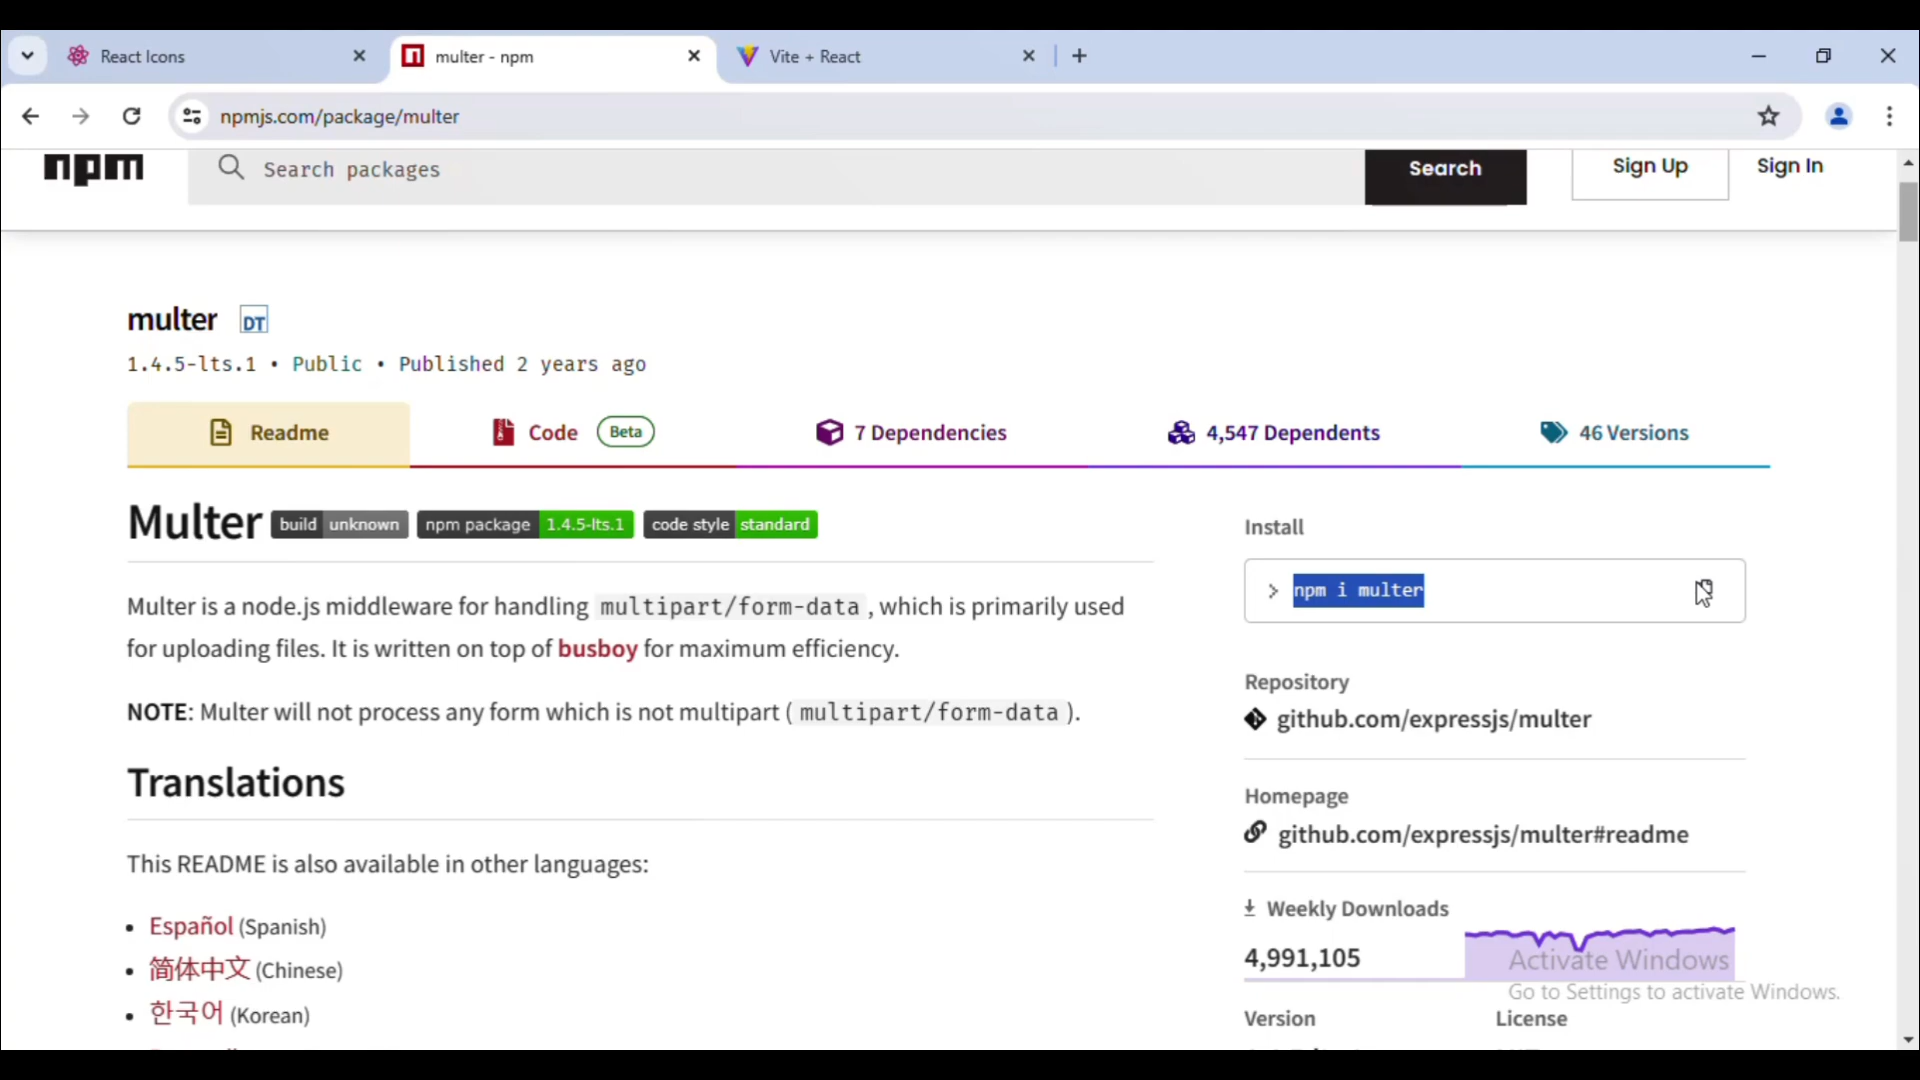 React Icons
multer - npm
Vite + React
npmjs.com/package/multer
npm
Search packages
Search
Sign Up
Sign In
multer
DT
1.4.5-lts.1 • Public • Published 2 years ago
Readme
Code
Beta
7 Dependencies
4,547 Dependents
46 Versions
Multer
build unknown
npm package 1.4.5-lts.1
code style standard
Multer is a node.js middleware for handling multipart/form-data, which is primarily used
for uploading files. It is written on top of busboy for maximum efficiency.
NOTE: Multer will not process any form which is not multipart (multipart/form-data).
Translations
This README is also available in other languages:
• Español (Spanish)
• 简体中文 (Chinese)
• 한국어 (Korean)
Install
> npm i multer
Repository
github.com/expressjs/multer
Homepage
github.com/expressjs/multer#readme
Weekly Downloads
4,991,105
Activate Windows
Go to Settings to activate Windows.
Version
License